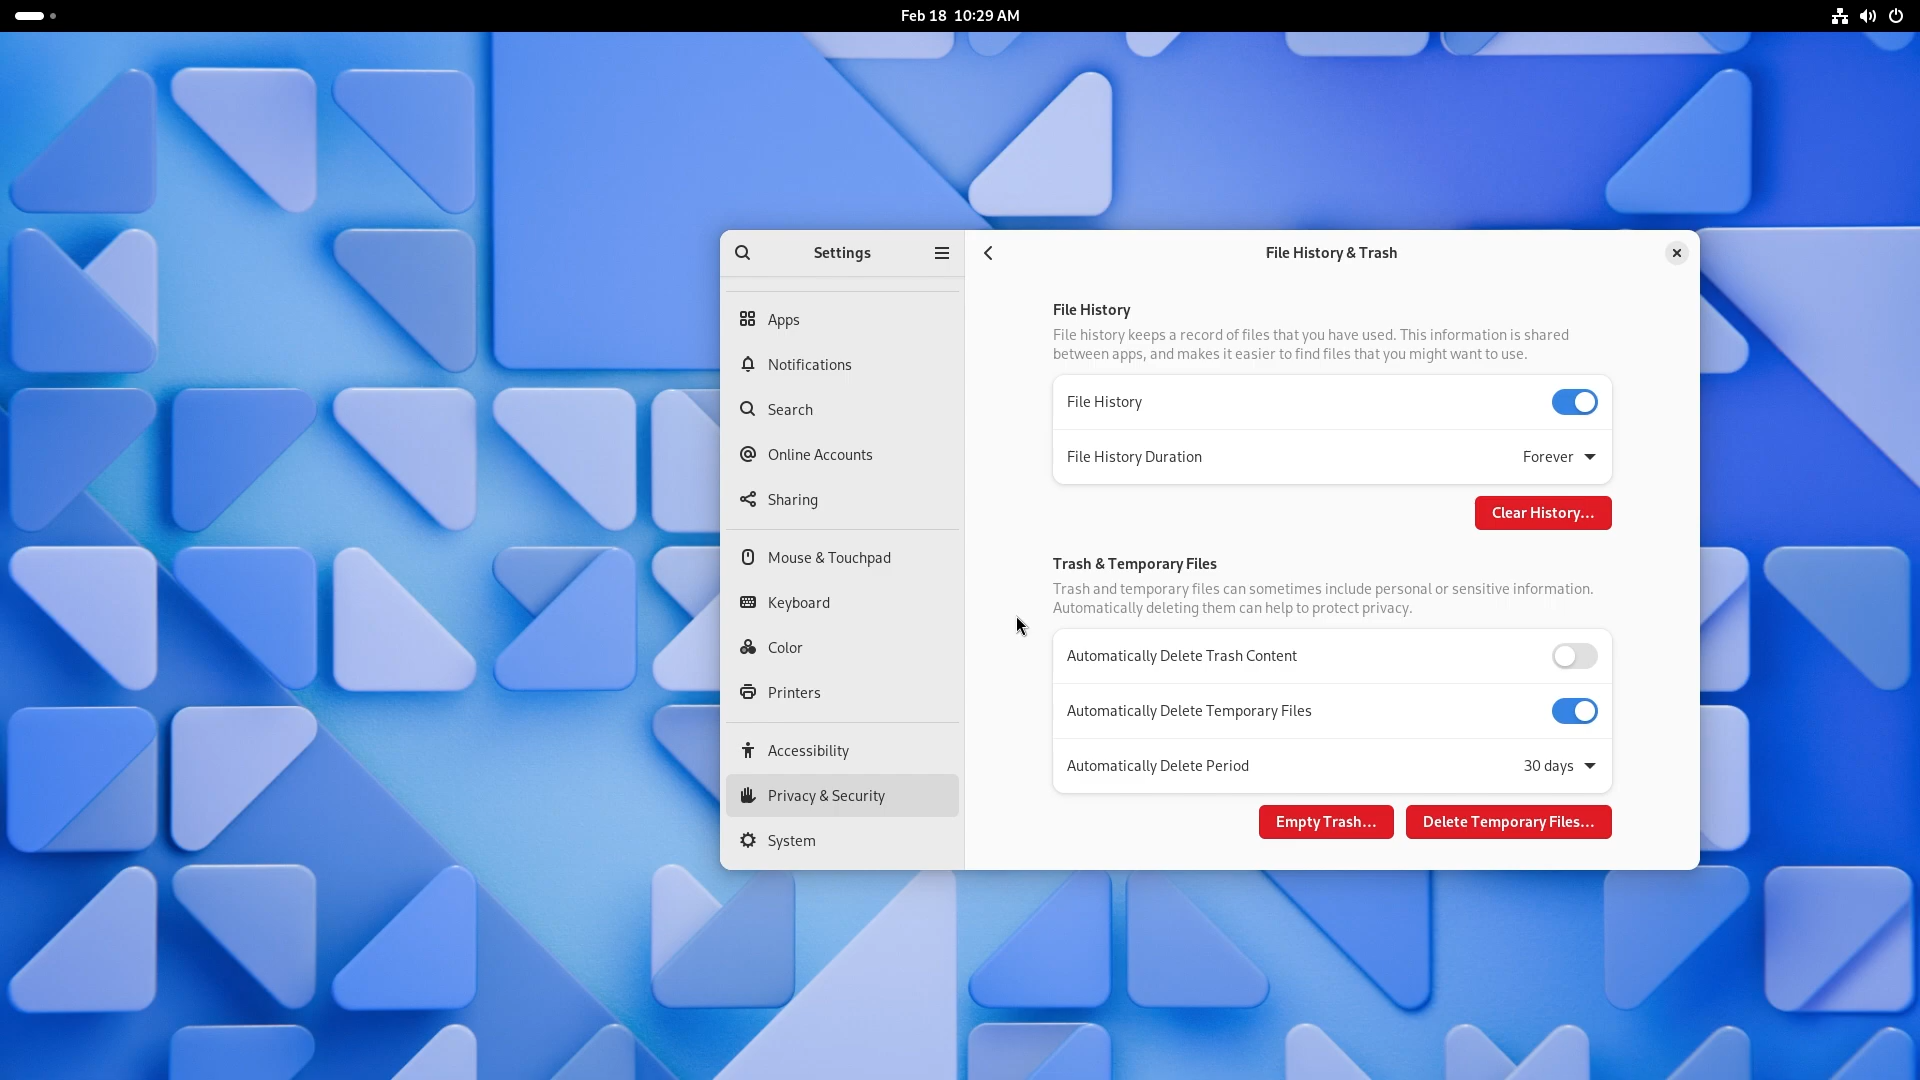 Feb 18 10:29 AM
Settings
File History & Trash
Apps
Notifications
Search
Online Accounts
Sharing
Mouse & Touchpad
Keyboard
Color
Printers
Accessibility
Privacy & Security
System
File History
File history keeps a record of files that you have used. This information is shared
between apps, and makes it easier to find files that you might want to use.
File History
File History Duration Forever
Clear History...
Trash & Temporary Files
Trash and temporary files can sometimes include personal or sensitive information.
Automatically deleting them can help to protect privacy.
Automatically Delete Trash Content
Automatically Delete Temporary Files
Automatically Delete Period 30 days
Empty Trash... Delete Temporary Files...